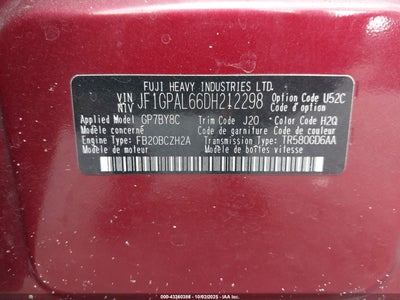 FUJI HEAVY INDUSTRIES LTD.
VIN
NIV JF1GPAL66DH212298 Option Code U52C
Code d'option
Applied Model GP7BY8C Trim Code J20 Color Code H2Q
Modèle concerné Code de garniture Code de couleur
Engine Type FB20BCZH2A Transmission Type TR580GD6AA
Modèle de moteur Modèle de boîtes vitesse
000-43260386 - 10/02/2025 - IAA, Inc.